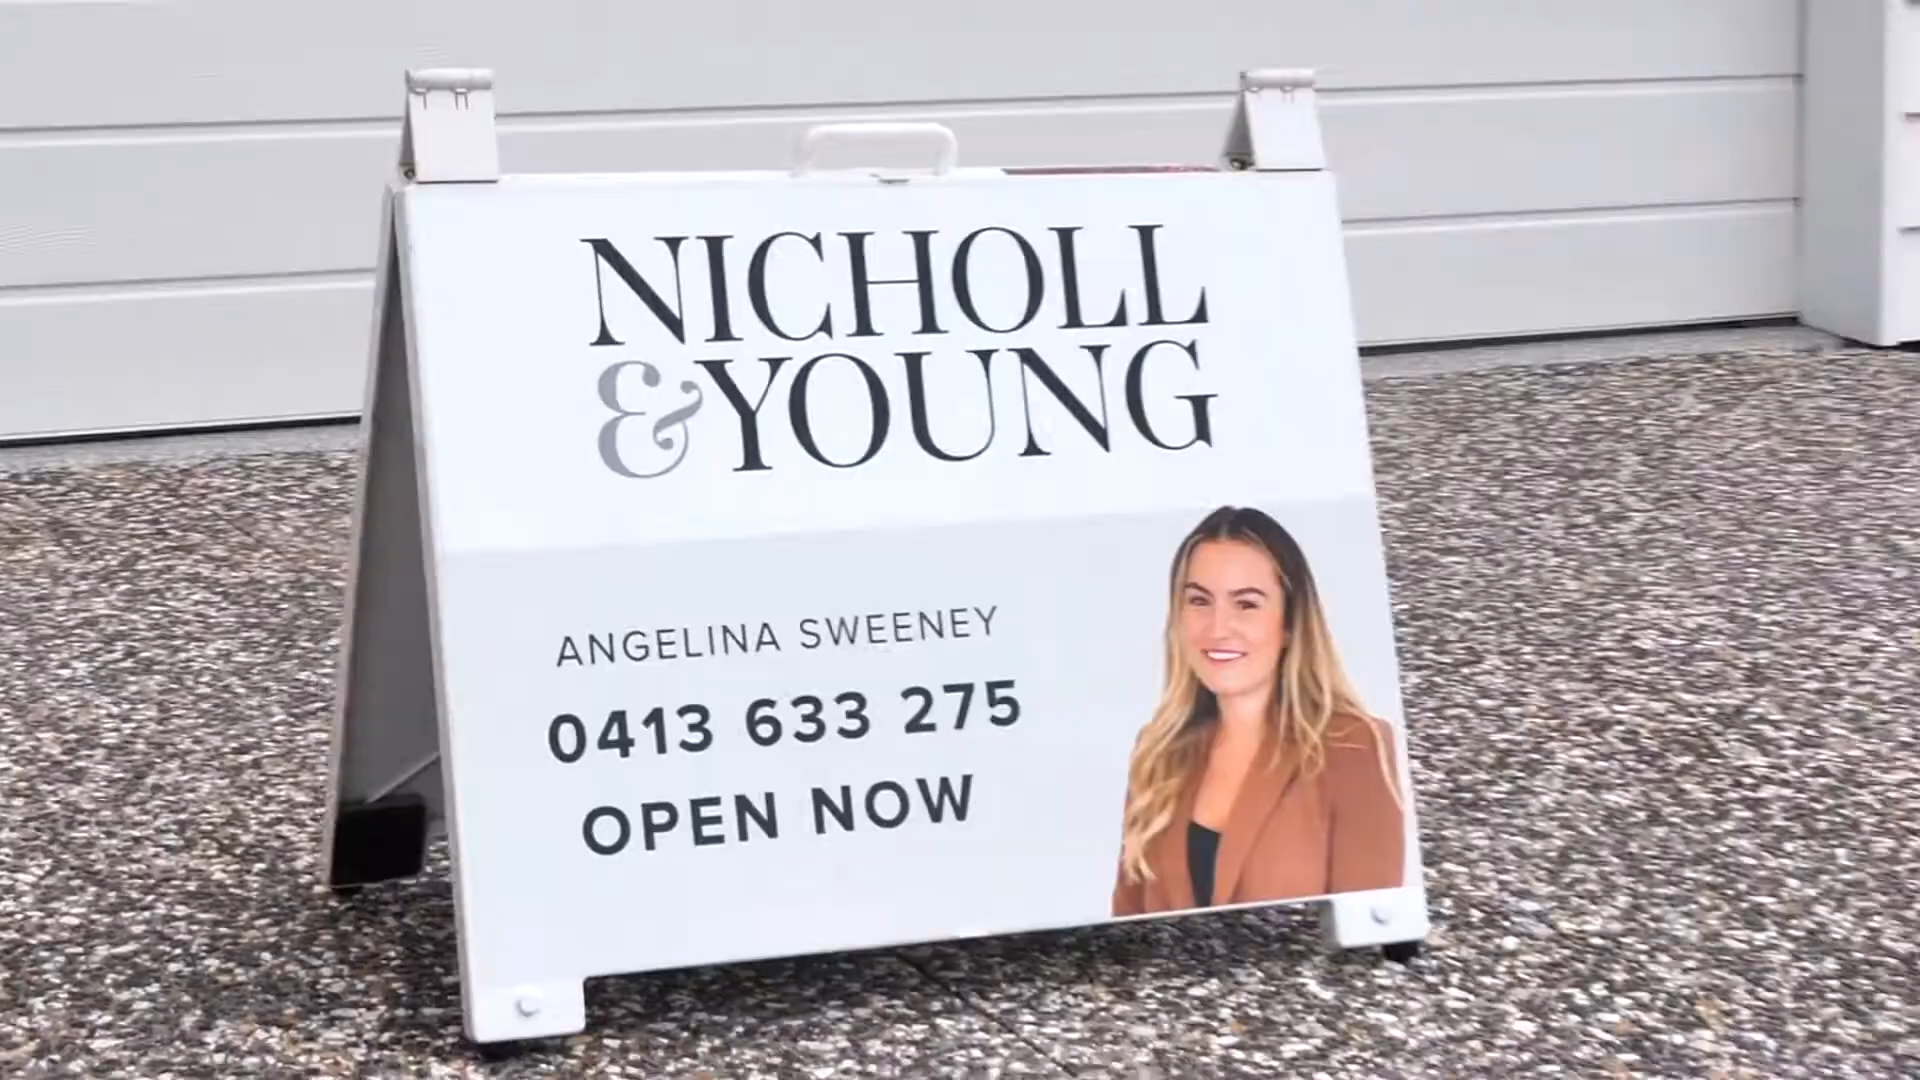 NICHOLL
&YOUNG
ANGELINA SWEENEY
0413 633 275
OPEN NOW